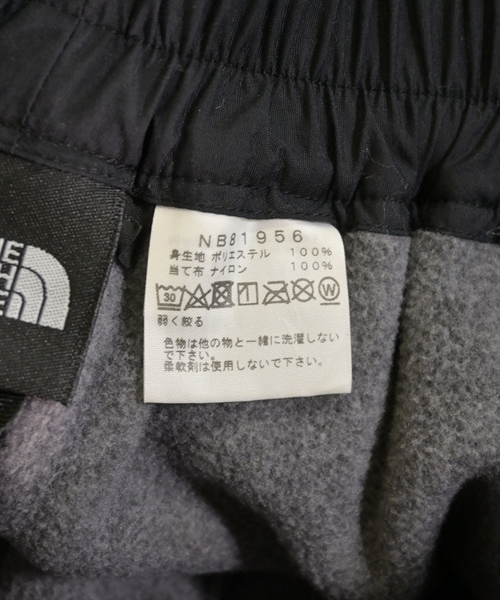 THE
NB81956
身生地 ポリエステル 100%
当て布 ナイロン 100%
30
W
弱く絞る
色物は他の物と一緒に洗濯しない
で下さい。
柔軟剤は使用しないで下さい。